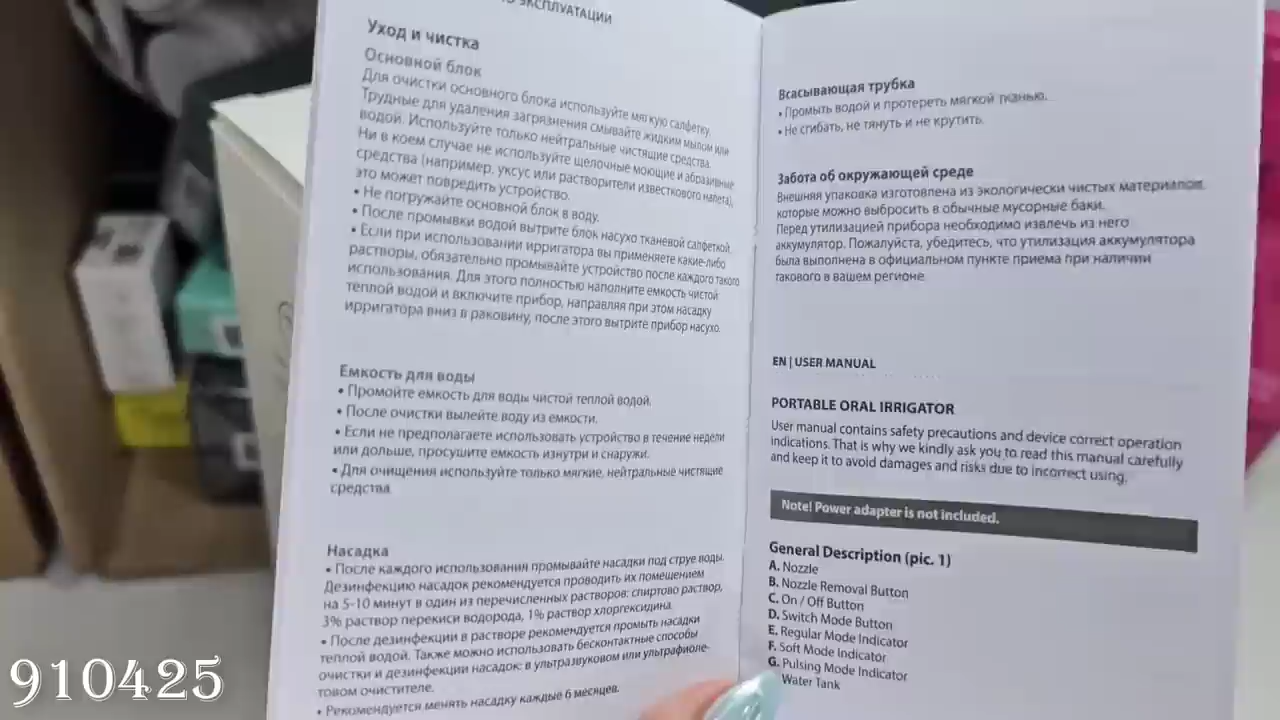 ЭКСПЛУАТАЦИИ
Уход и чистка
Основной блок
Для очистки основного блока используйте мягкую салфетку.
Трудные для удаления загрязнения смывайте жидким мылом или
водой. Используйте только нейтральные чистящие средства.
Ни в коем случае не используйте щелочные моющие и абразивные
средства (например, уксус или растворители известкового налета),
это может повредить устройство.
• Не погружайте основной блок в воду.
• После промывки водой вытрите блок насухо тканевой салфеткой.
• Если при использовании ирригатора вы применяете какие-либо
растворы, обязательно промывайте устройство после каждого такого
использования. Для этого полностью наполните емкость чистой
теплой водой и включите прибор, направляя при этом насадку
ирригатора вниз в раковину, после этого вытрите прибор насухо.
Емкость для воды
• Промойте емкость для воды чистой теплой водой.
• После очистки вылейте воду из емкости.
• Если не предполагаете использовать устройство в течение недели
или дольше, просушите емкость изнутри и снаружи.
• Для очищения используйте только мягкие, нейтральные чистящие
средства.
Насадка
• После каждого использования промывайте насадки под струе воды.
Дезинфекцию насадок рекомендуется проводить их помещением
на 5-10 минут в один из перечисленных растворов: спиртово раствор,
3% раствор перекиси водорода, 1% раствор хлоргексидина.
• После дезинфекции в растворе рекомендуется промыть насадки
теплой водой. Также можно использовать бесконтактные способы
очистки и дезинфекции насадок: в ультразвуковом или ультрафиоле-
товом очистителе.
• Рекомендуется менять насадку каждые 6 месяцев.
Всасывающая трубка
• Промыть водой и протереть мягкой тканью.
• Не сгибать, не тянуть и не крутить.
Забота об окружающей среде
Внешняя упаковка изготовлена из экологически чистых материалов,
которые можно выбросить в обычные мусорные баки.
Перед утилизацией прибора необходимо извлечь из него
аккумулятор. Пожалуйста, убедитесь, что утилизация аккумулятора
была выполнена в официальном пункте приема при наличии
такового в вашем регионе.
EN | USER MANUAL
PORTABLE ORAL IRRIGATOR
User manual contains safety precautions and device correct operation
indications. That is why we kindly ask you to read this manual carefully
and keep it to avoid damages and risks due to incorrect using.
Note! Power adapter is not included.
General Description (pic. 1)
A. Nozzle
B. Nozzle Removal Button
C. On / Off Button
D. Switch Mode Button
E. Regular Mode Indicator
F. Soft Mode Indicator
G. Pulsing Mode Indicator
Water Tank
910425